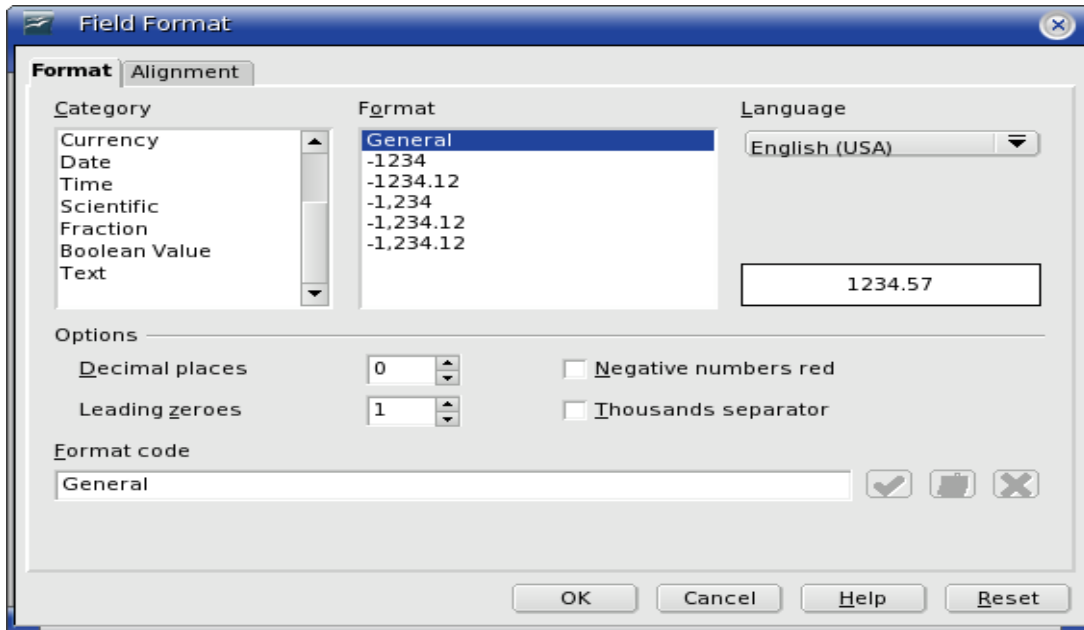 Field Format
Format Alignment
Category
Currency
Date
Time
Scientific
Fraction
Boolean Value
Text
Format
General
-1234
-1234.12
-1,234
-1,234.12
-1,234.12
Language
English (USA)
1234.57
Options
Decimal places 0
Negative numbers red
Leading zeroes 1
Thousands separator
Format code
General
OK Cancel Help Reset